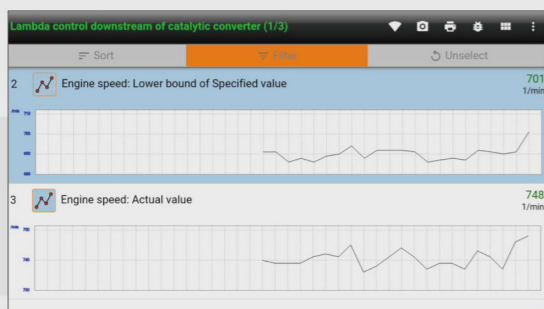 Lambda control downstream of catalytic converter (1/3)
Sort
Filter
Unselect
2
Engine speed: Lower bound of Specified value
701
1/min
3
Engine speed: Actual value
748
1/min